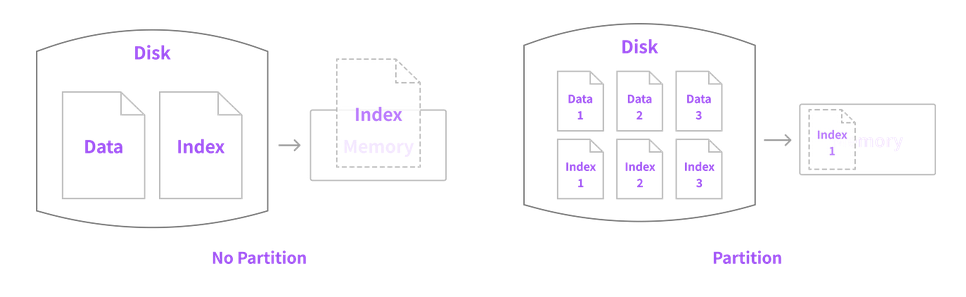 Disk
Data
Index
Index
Memory
No Partition
Disk
Data
1
Data
2
Data
3
Index
1
Index
2
Index
3
Index
1
mory
Partition